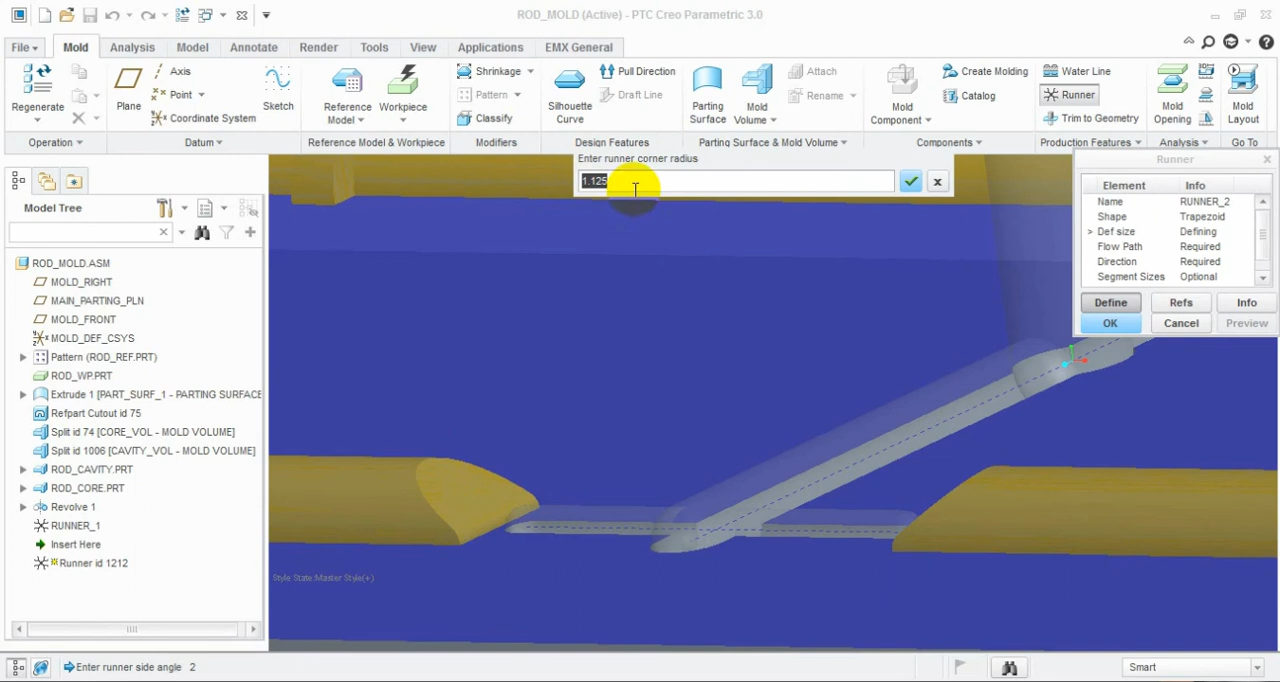 ROD_MOLD (Active) - PTC Creo Parametric 3.0
File Mold Analysis Model Annotate Render Tools View Applications EMX General
Regenerate
Plane
Axis
Point
Coordinate System
Sketch
Reference Model
Workpiece
Shrinkage
Pattern
Classify
Silhouette Curve
Pull Direction
Draft Line
Parting Surface
Mold Volume
Attach
Rename
Mold Component
Create Molding
Catalog
Water Line
Runner
Trim to Geometry
Mold Opening
Mold Layout
Operation Datum Reference Model & Workpiece Modifiers Design Features Parting Surface & Mold Volume Components Production Features Analysis Go To
Enter runner corner radius
1.125
Runner
Element Info
Name RUNNER_2
Shape Trapezoid
> Def size Defining
Flow Path Required
Direction Required
Segment Sizes Optional
Define Refs Info
OK Cancel Preview
Model Tree
ROD_MOLD.ASM
MOLD_RIGHT
MAIN_PARTING_PLN
MOLD_FRONT
MOLD_DEF_CSYS
Pattern (ROD_REF.PRT)
ROD_WP.PRT
Extrude 1 [PART_SURF_1 - PARTING SURFACE
Refpart Cutout id 75
Split id 74 [CORE_VOL - MOLD VOLUME]
Split id 1006 [CAVITY_VOL - MOLD VOLUME]
ROD_CAVITY.PRT
ROD_CORE.PRT
Revolve 1
RUNNER_1
Insert Here
Runner id 1212
Style State:Master Style(+)
Enter runner side angle 2
Smart